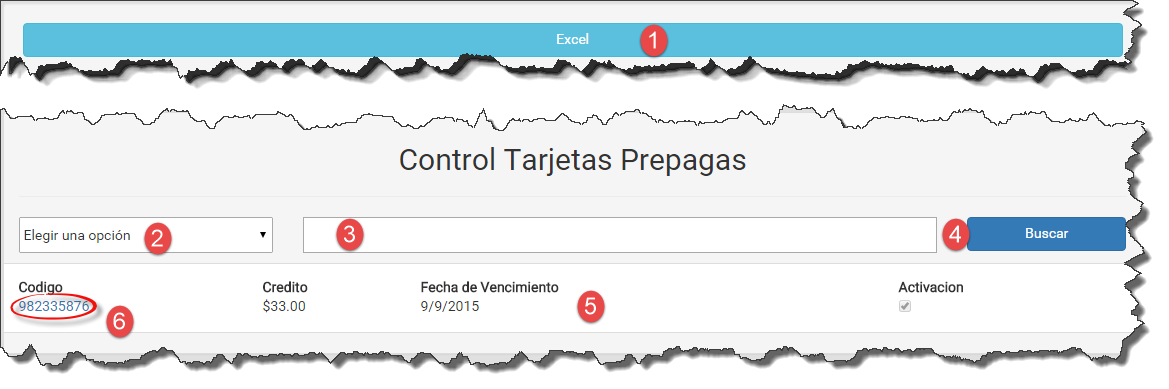 Excel 1
Control Tarjetas Prepagas
Elegir una opción 2 3 4 Buscar
Codigo Credito Fecha de Vencimiento Activacion
982335876 $33.00 9/9/2015 5
6